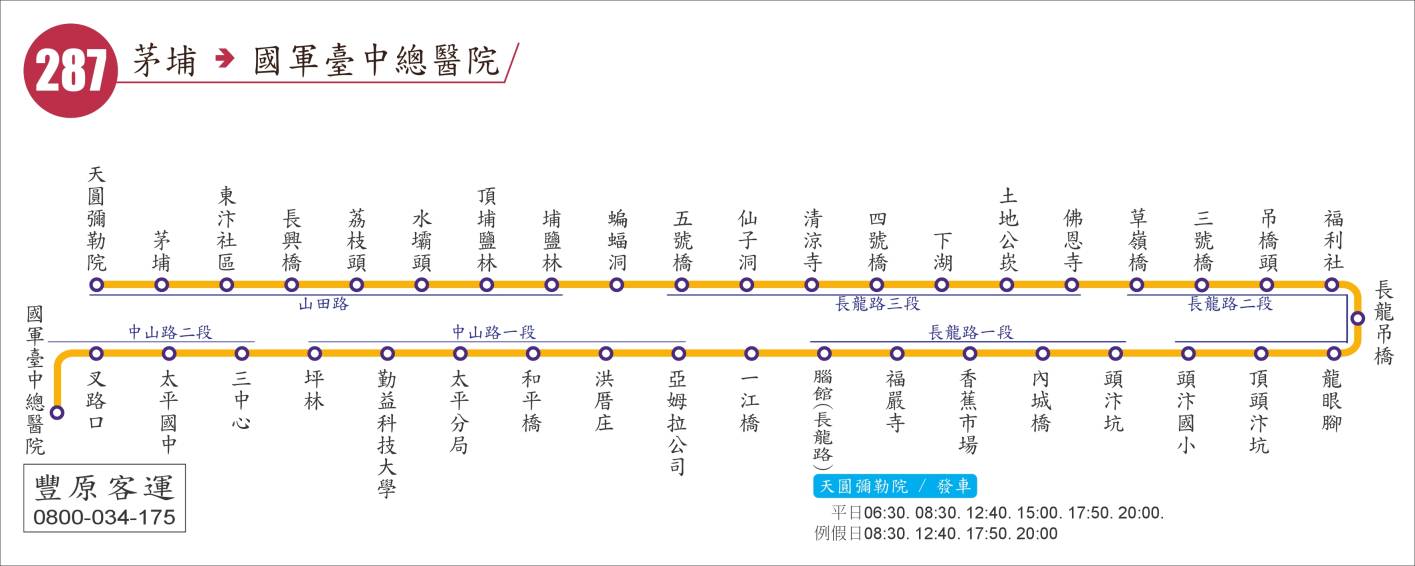 287
茅埔 ➔ 國軍臺中總醫院
天圓彌勒院
茅埔
東汴社區
長興橋
荔枝頭
水壩頭
頂埔鹽林
埔鹽林
蝙蝠洞
五號橋
仙子洞
清涼寺
四號橋
下湖
土地公崁
佛恩寺
草嶺橋
三號橋
吊橋頭
福利社
長龍吊橋
山田路
長龍路三段
長龍路二段
中山路二段
中山路一段
長龍路一段
國軍臺中總醫院
叉路口
太平國中
三中心
坪林
勤益科技大學
太平分局
和平橋
洪厝庄
亞姆拉公司
一江橋
腦館(長龍路)
福嚴寺
香蕉市場
內城橋
頭汴坑
頭汴國小
頂頭汴坑
龍眼腳
豐原客運
0800-034-175
天圓彌勒院 / 發車
平日06:30. 08:30. 12:40. 15:00. 17:50. 20:00.
例假日08:30. 12:40. 17:50. 20:00